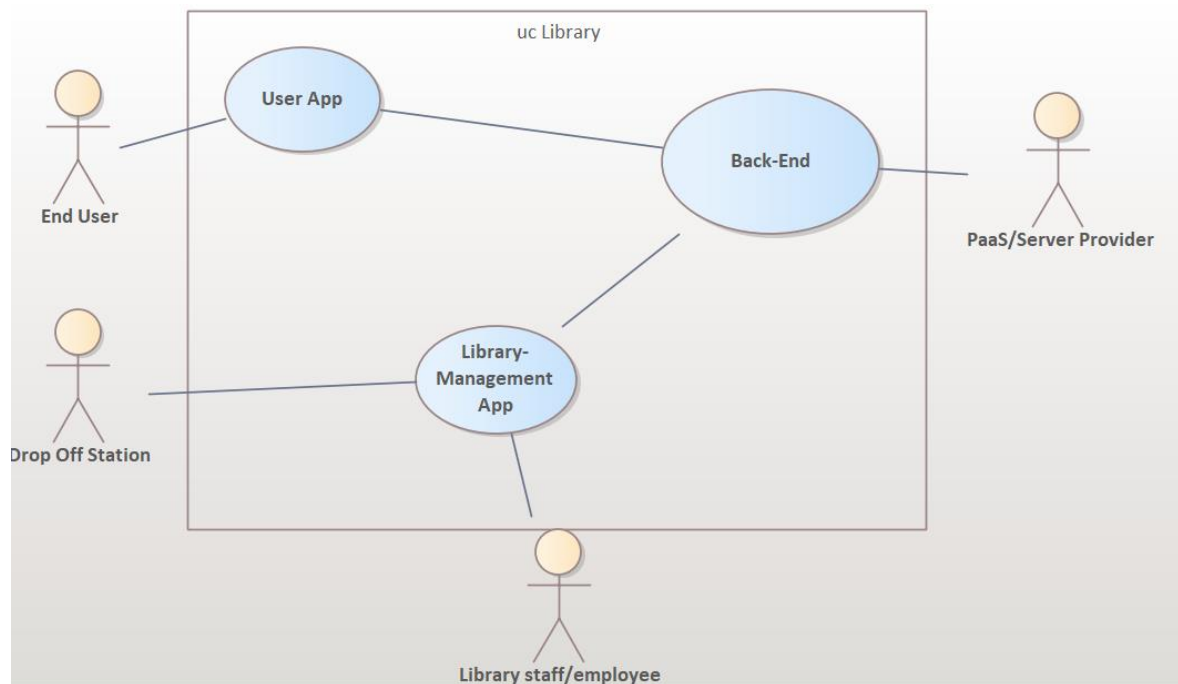 uc Library
User App
Back-End
End User
PaaS/Server Provider
Library-
Management
App
Drop Off Station
Library staff/employee